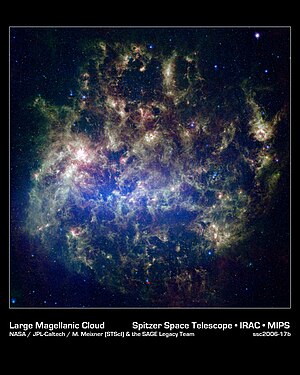 Large Magellanic Cloud Spitzer Space Telescope • IRAC • MIPS
NASA / JPL-Caltech / M. Meixner (STScI) & the SAGE Legacy Team ssc2006-17b